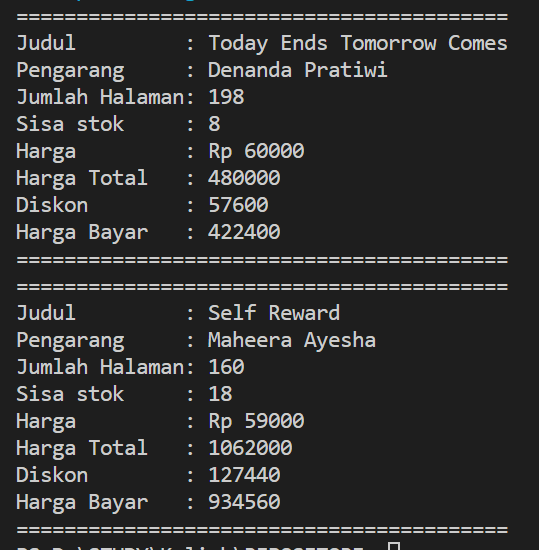 =========================================
Judul         : Today Ends Tomorrow Comes
Pengarang     : Denanda Pratiwi
Jumlah Halaman: 198
Sisa stok     : 8
Harga         : Rp 60000
Harga Total   : 480000
Diskon        : 57600
Harga Bayar   : 422400
=========================================
=========================================
Judul         : Self Reward
Pengarang     : Maheera Ayesha
Jumlah Halaman: 160
Sisa stok     : 18
Harga         : Rp 59000
Harga Total   : 1062000
Diskon        : 127440
Harga Bayar   : 934560
=========================================